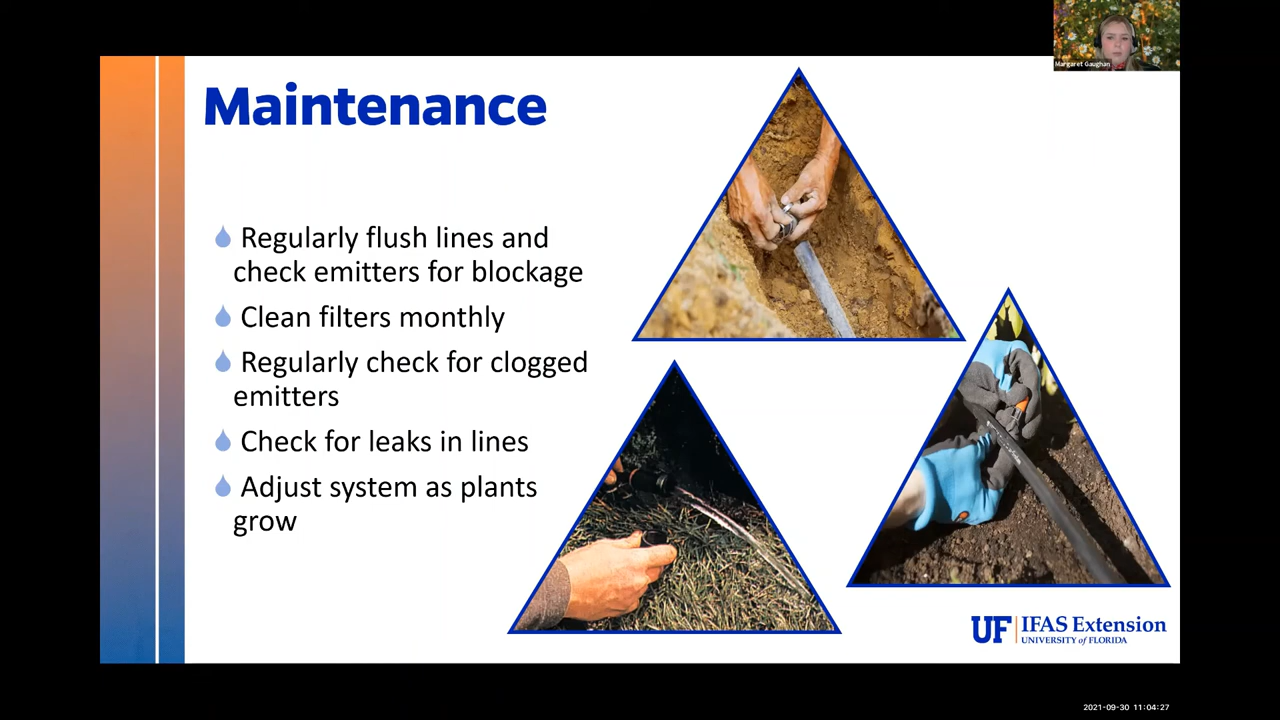 Margaret Gaughan
Maintenance
Regularly flush lines and
check emitters for blockage
Clean filters monthly
Regularly check for clogged
emitters
Check for leaks in lines
Adjust system as plants
grow
UF IFAS Extension
UNIVERSITY of FLORIDA
2021-09-30 11:04:27